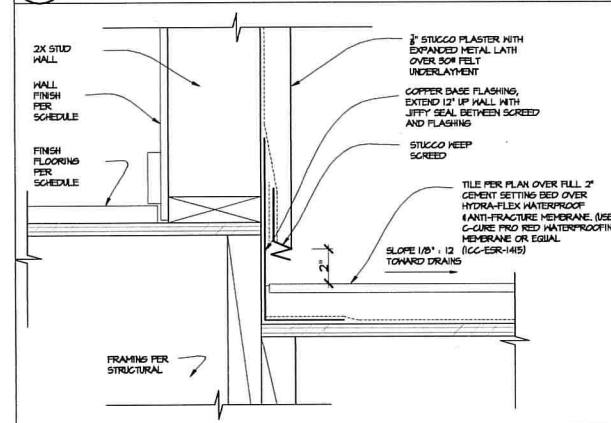 2X STUD
WALL
WALL
FINISH
PER
SCHEDULE
FINISH
FLOORING
PER
SCHEDULE
FRAMING PER
STRUCTURAL
STUCCO PLASTER WITH
EXPANDED METAL LATH
OVER 30# FELT
UNDERLAYMENT
COPPER BASE FLASHING,
EXTEND 12" UP WALL WITH
JIFFY SEAL BETWEEN SCREED
AND FLASHING
STUCCO WEEP
SCREED
TILE PER PLAN OVER FULL 2"
CEMENT SETTING BED OVER
HYDRA-FLEX WATERPROOF
& ANTI-FRACTURE MEMBRANE. (USE
C-CURE PRO RED WATERPROOFIN
MEMBRANE OR EQUAL
(ICC-ESR-1415)
SLOPE 1/8" : 12
TOWARD DRAINS
2"